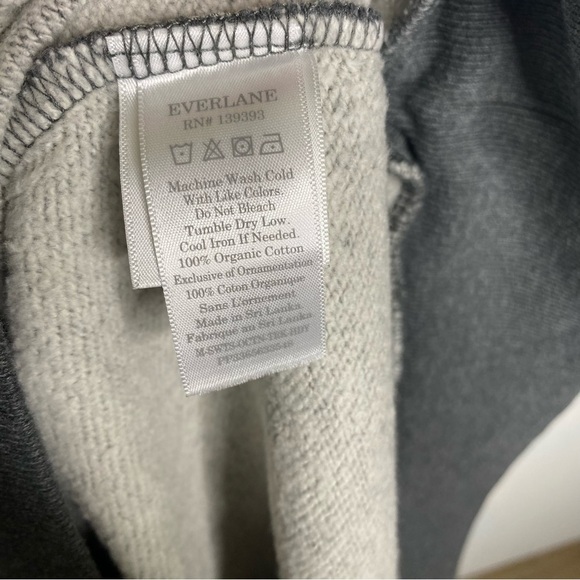 EVERLANE
RN# 139393
Machine Wash Cold
With Like Colors.
Do Not Bleach
Tumble Dry Low.
Cool Iron If Needed.
100% Organic Cotton
Exclusive of Ornamentation
100% Coton Organique
Sans L'ornement
Made in Sri Lanka
Fabriqué au Sri Lanka